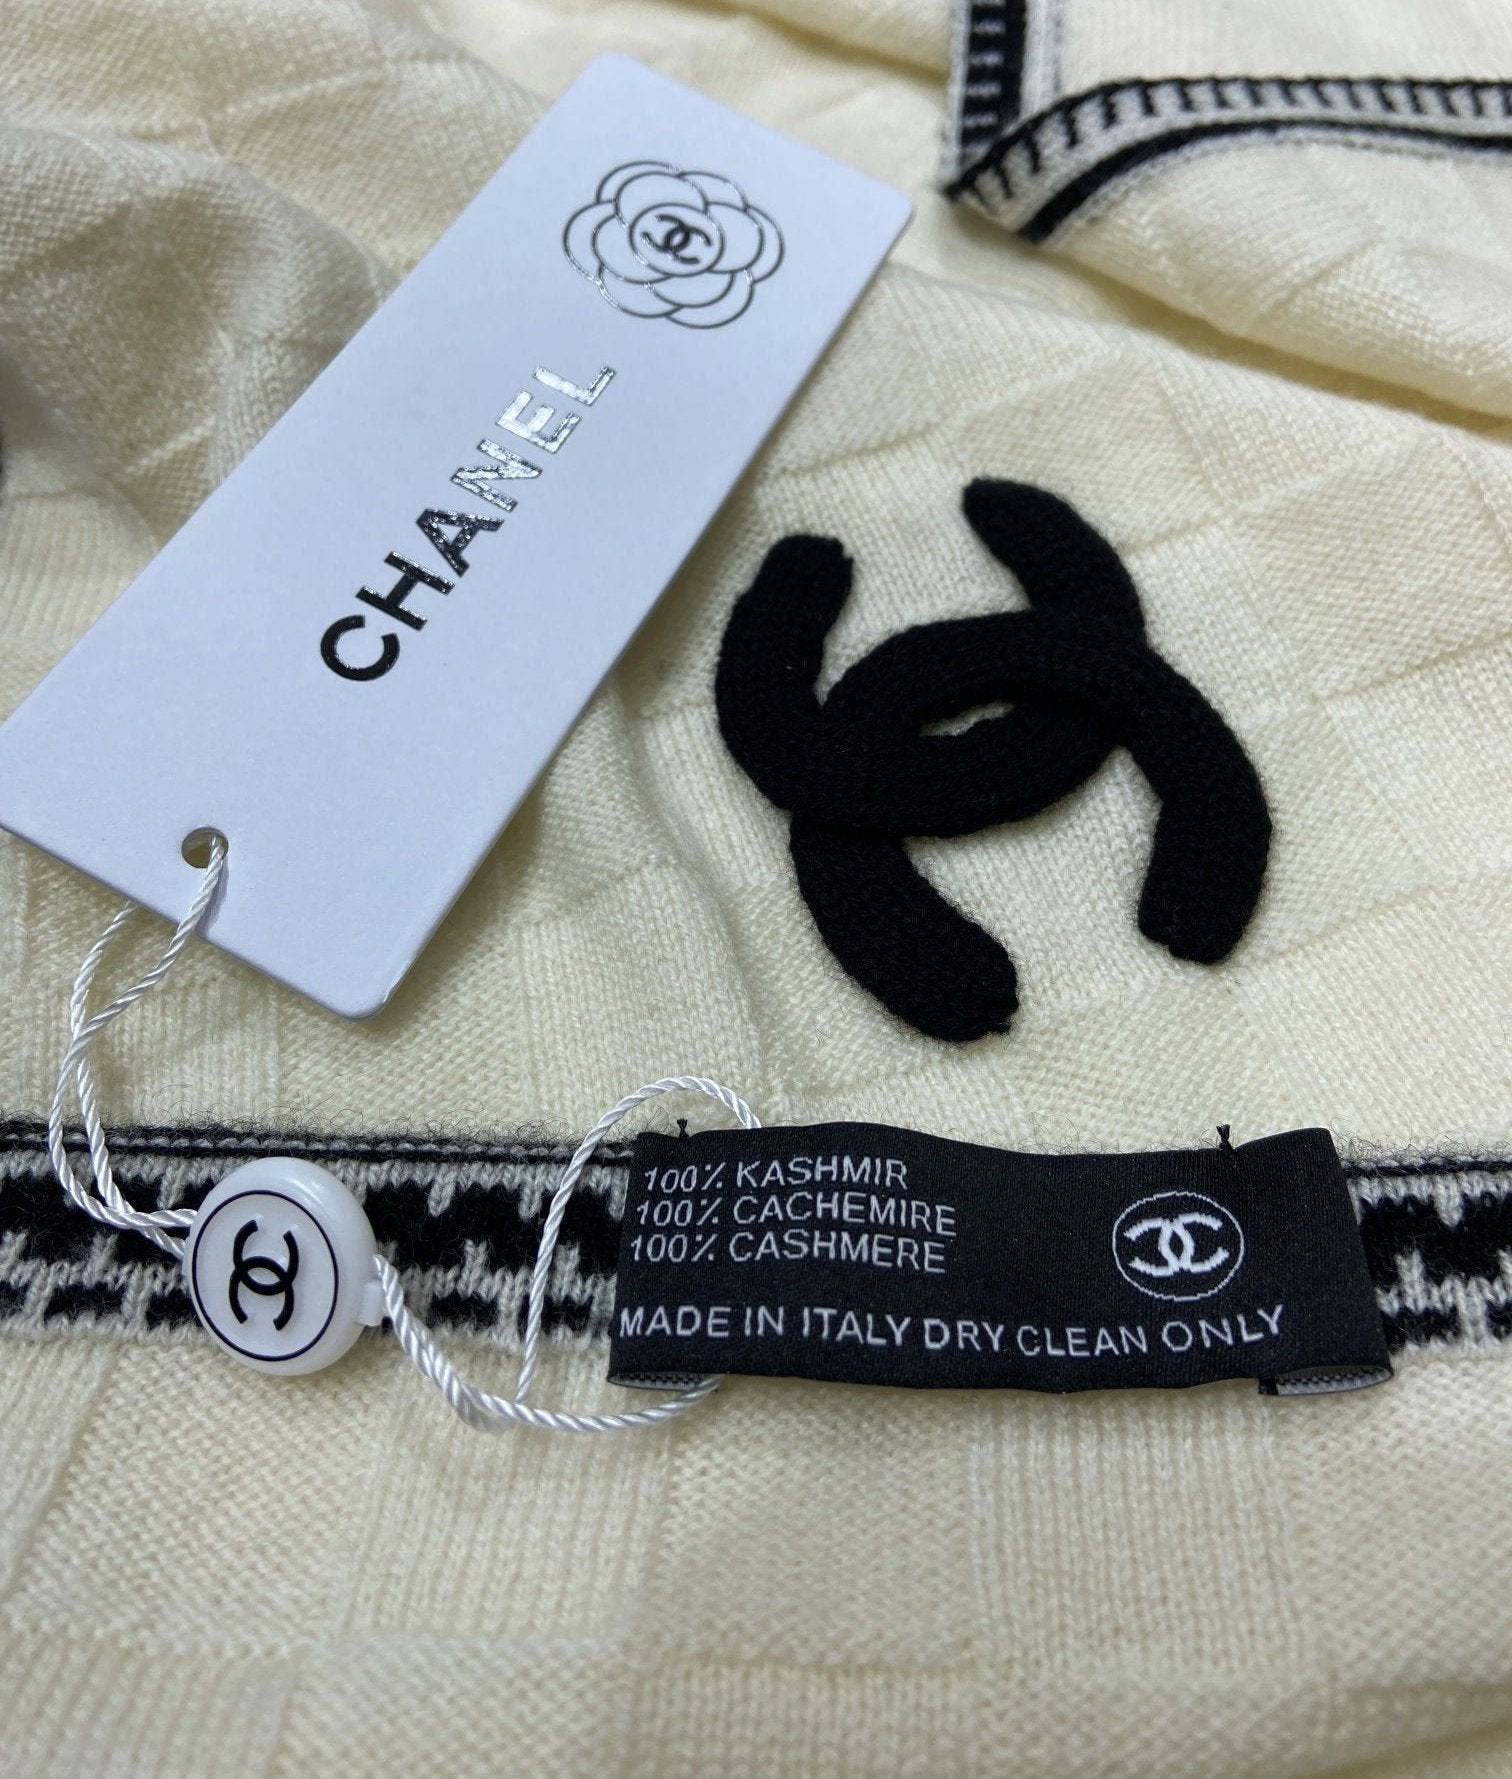 CHANEL
100% KASHMIR
100% CACHEMIRE
100% CASHMERE
MADE IN ITALY DRY CLEAN ONLY